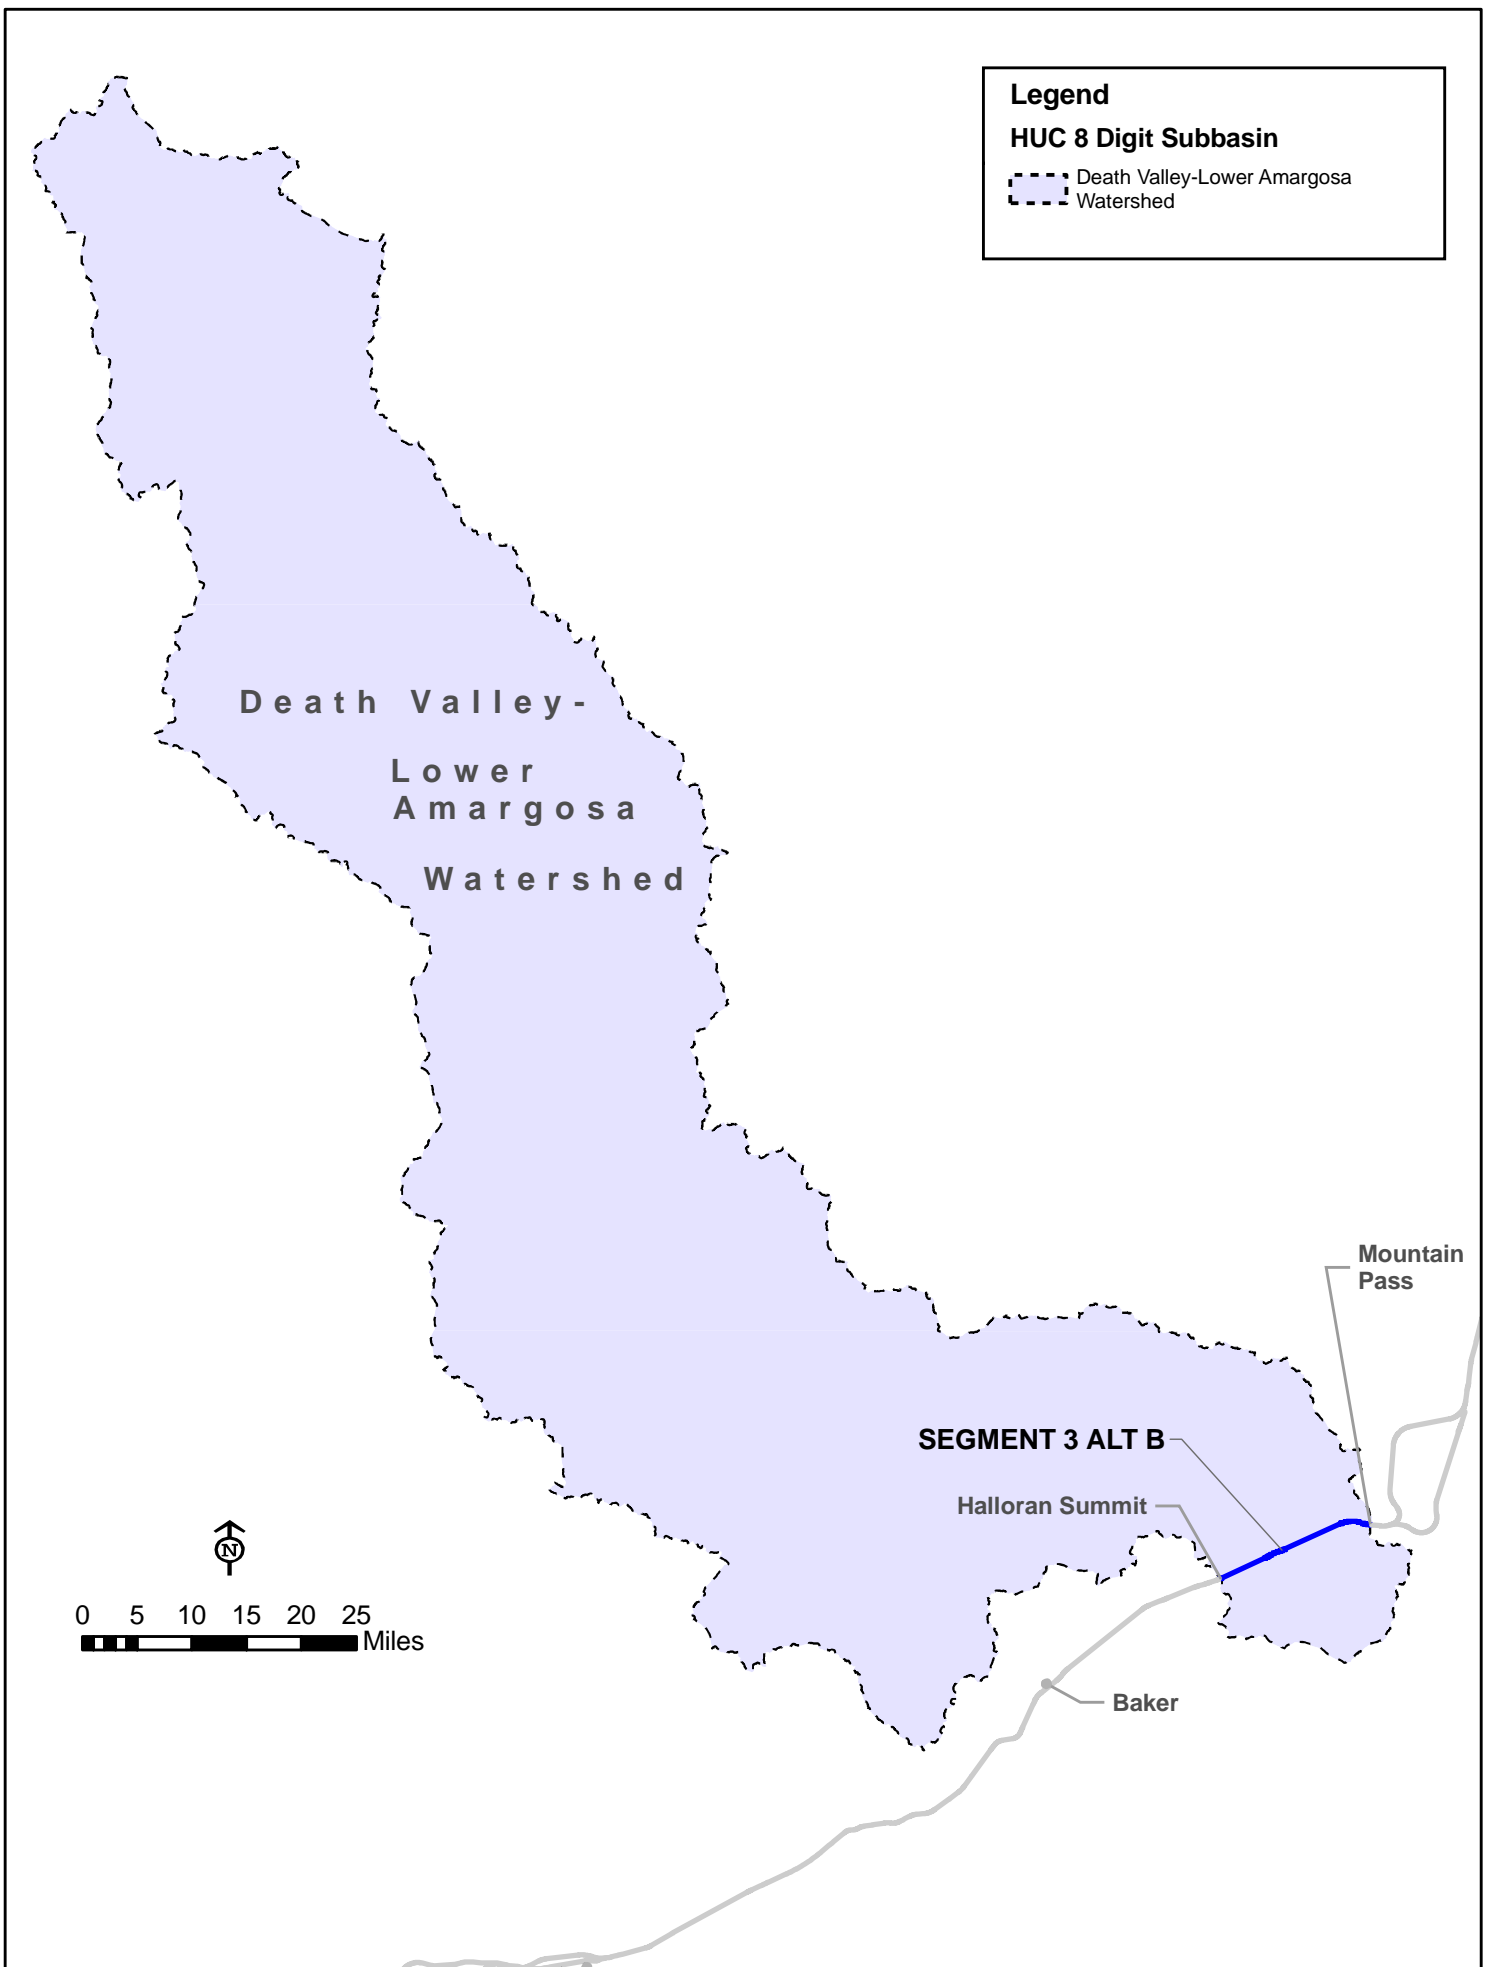 Legend
HUC 8 Digit Subbasin
Death Valley-Lower Amargosa
Watershed
Death Valley-
Lower
Amargosa
Watershed
Mountain
Pass
SEGMENT 3 ALT B
Halloran Summit
N
0 5 10 15 20 25
Miles
Baker